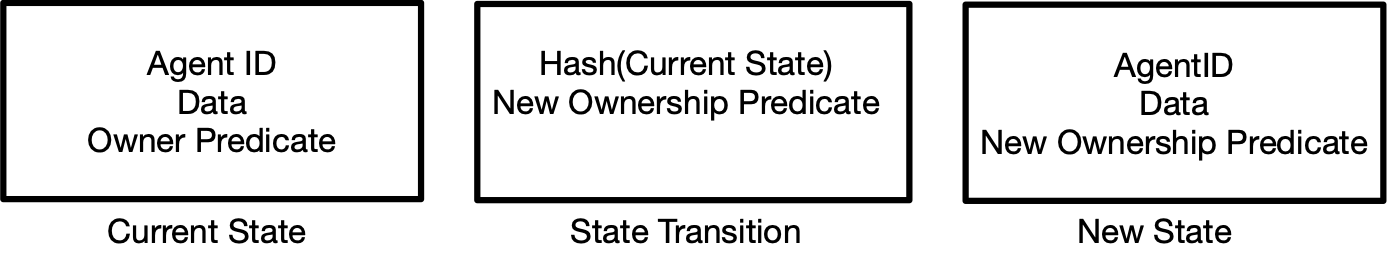 Agent ID
Data
Owner Predicate
Current State
Hash(Current State)
New Ownership Predicate
State Transition
AgentID
Data
New Ownership Predicate
New State